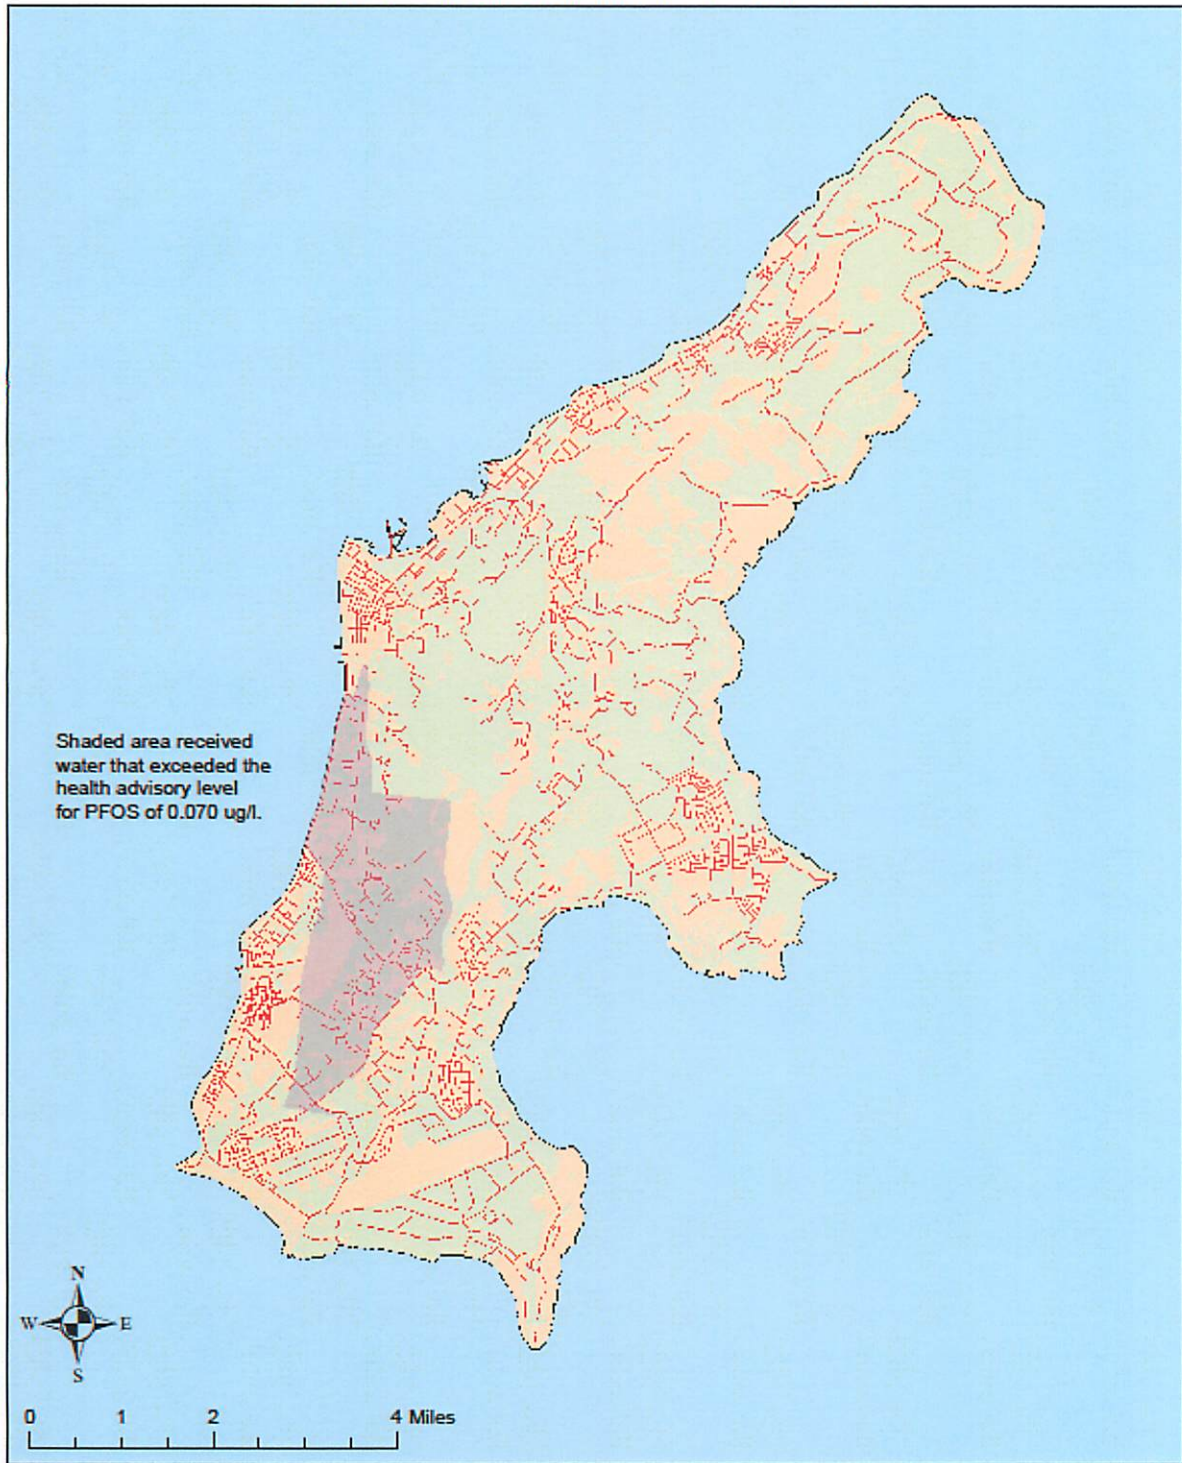 Shaded area received
water that exceeded the
health advisory level
for PFOS of 0.070 ug/l.
N
W E
S
0 1 2 4 Miles